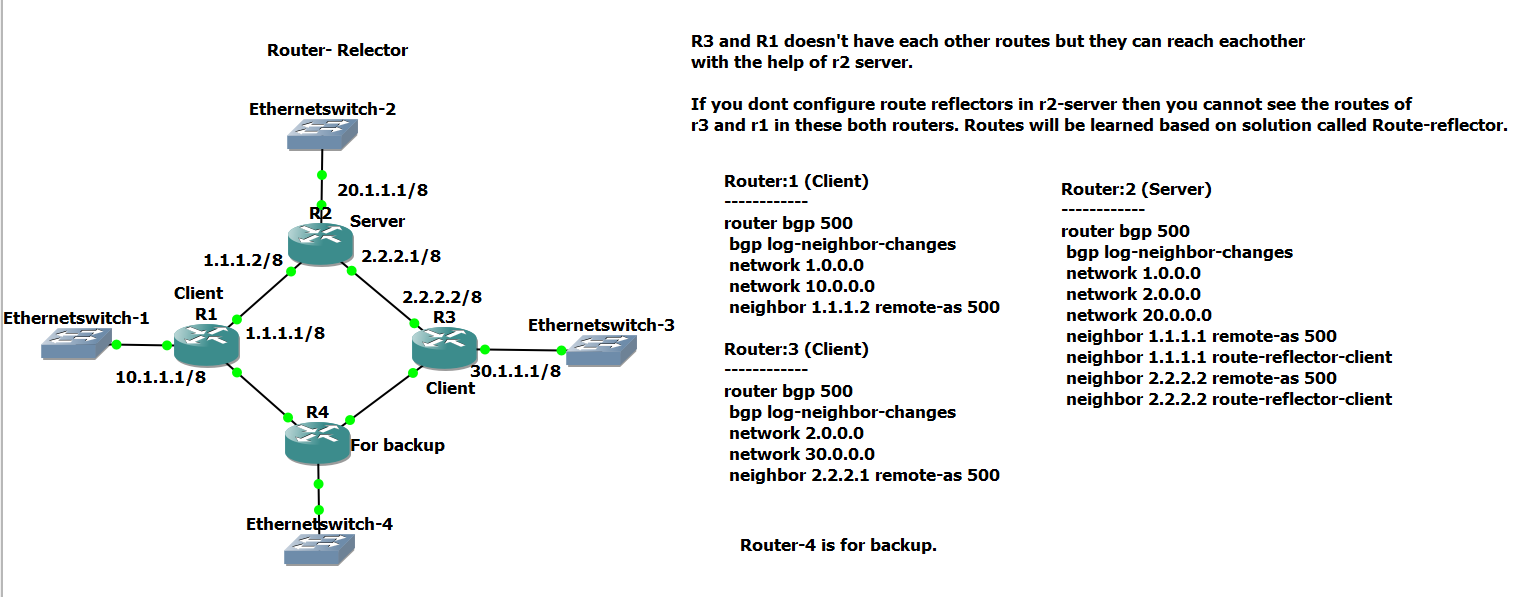 Router- Relector
Ethernetswitch-2
20.1.1.1/8
R2
Server
1.1.1.2/8
2.2.2.1/8
Client
R1
2.2.2.2/8
R3
Ethernetswitch-1
1.1.1.1/8
Ethernetswitch-3
10.1.1.1/8
30.1.1.1/8
Client
R4
For backup
Ethernetswitch-4
R3 and R1 doesn't have each other routes but they can reach eachother
with the help of r2 server.
If you dont configure route reflectors in r2-server then you cannot see the routes of
r3 and r1 in these both routers. Routes will be learned based on solution called Route-reflector.
Router:1 (Client)
------------
router bgp 500
bgp log-neighbor-changes
network 1.0.0.0
network 10.0.0.0
neighbor 1.1.1.2 remote-as 500
Router:3 (Client)
------------
router bgp 500
bgp log-neighbor-changes
network 2.0.0.0
network 30.0.0.0
neighbor 2.2.2.1 remote-as 500
Router:2 (Server)
------------
router bgp 500
bgp log-neighbor-changes
network 1.0.0.0
network 2.0.0.0
network 20.0.0.0
neighbor 1.1.1.1 remote-as 500
neighbor 1.1.1.1 route-reflector-client
neighbor 2.2.2.2 remote-as 500
neighbor 2.2.2.2 route-reflector-client
Router-4 is for backup.